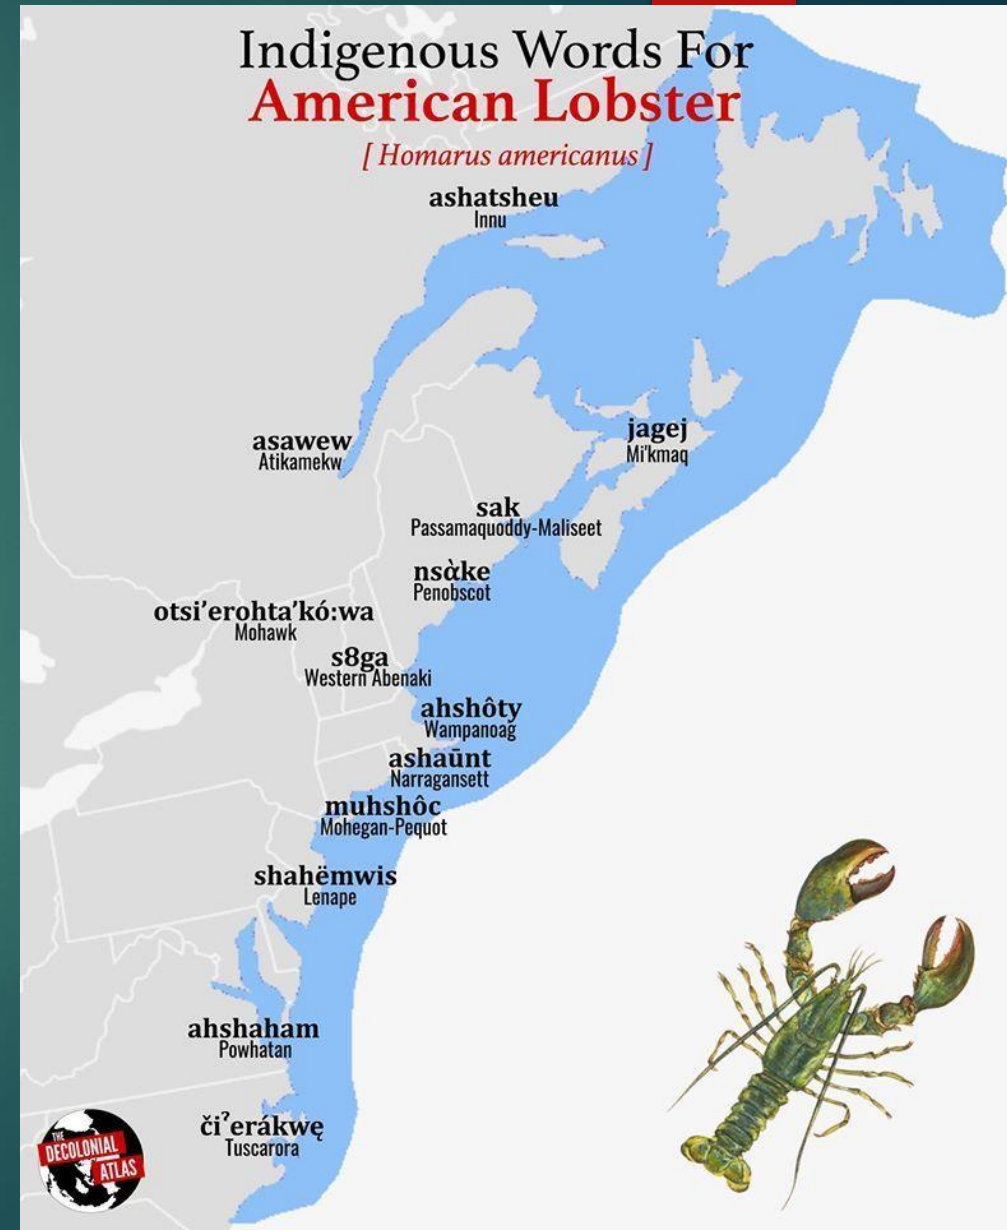 Indigenous Words For
American Lobster
[ Homarus americanus ]
ashatsheu
Innu
jagej
Mi'kmaq
asawew
Atikamekw
sak
Passamaquoddy-Maliseet
nsὰke
Penobscot
otsi’erohta’kó:wa
Mohawk
s8ga
Western Abenaki
ahshôty
Wampanoag
ashaūnt
Narragansett
muhshôc
Mohegan-Pequot
shahëmwis
Lenape
ahshaham
Powhatan
čiˀerákwę
Tuscarora
THE
DECOLONIAL
ATLAS